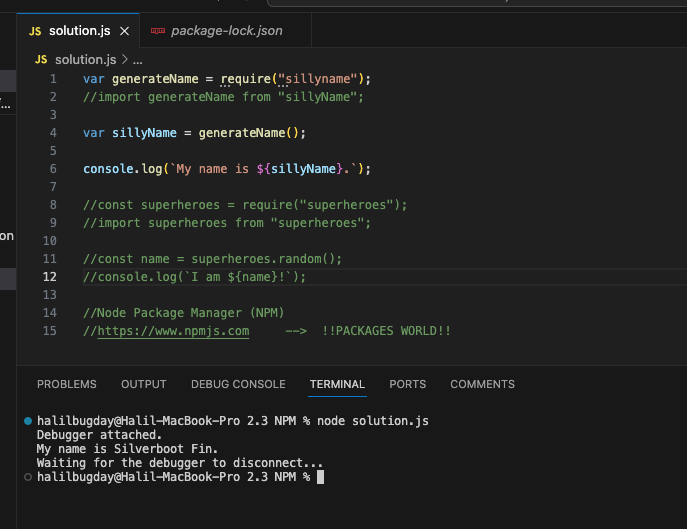 JS solution.js ×
package-lock.json
JS solution.js > ...
1 var generateName = require("sillyname");
2 //import generateName from "sillyName";
3
4 var sillyName = generateName();
5
6 console.log(`My name is ${sillyName}.`);
7
8 //const superheroes = require("superheroes");
9 //import superheroes from "superheroes";
10
11 //const name = superheroes.random();
12 //console.log(`I am ${name}!`);
13
14 //Node Package Manager (NPM)
15 //https://www.npmjs.com --> !!PACKAGES WORLD!!
...
on
PROBLEMS OUTPUT DEBUG CONSOLE TERMINAL PORTS COMMENTS
halilbugday@Halil-MacBook-Pro 2.3 NPM % node solution.js
Debugger attached.
My name is Silverboot Fin.
Waiting for the debugger to disconnect...
halilbugday@Halil-MacBook-Pro 2.3 NPM %